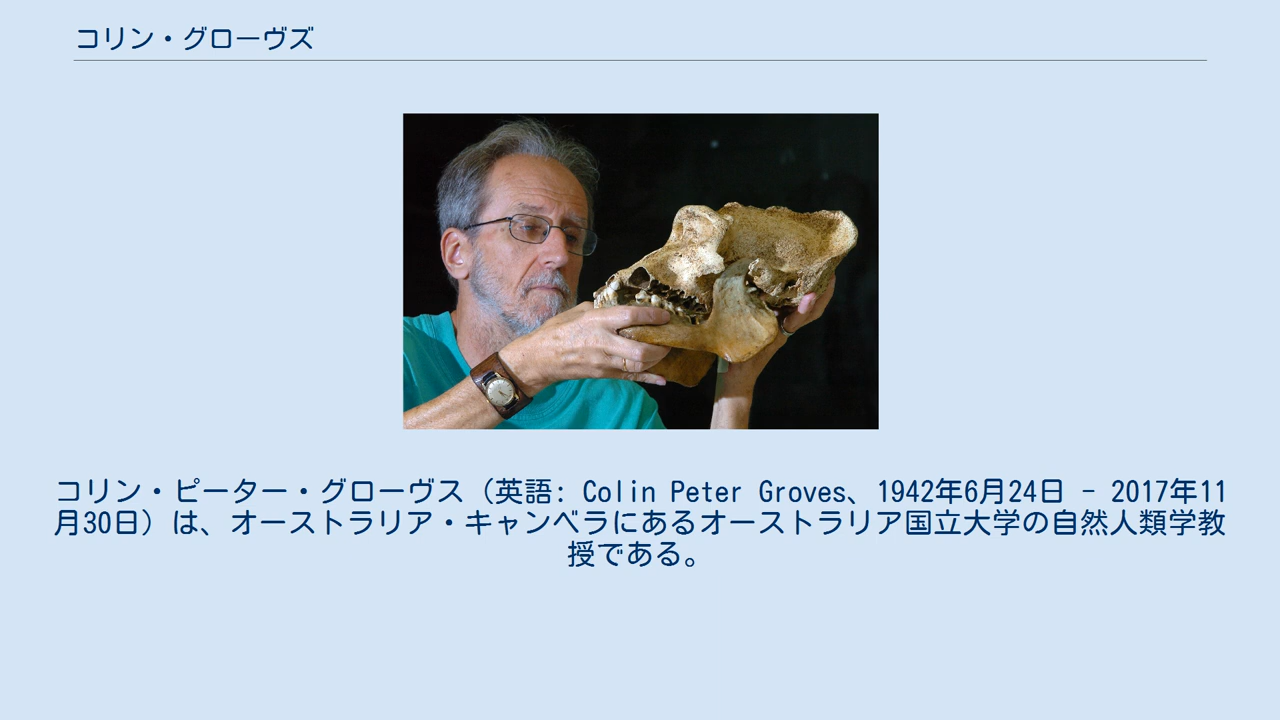 コリン・グローヴズ
コリン・ピーター・グローヴス（英語: Colin Peter Groves、1942年6月24日 - 2017年11
月30日）は、オーストラリア・キャンベラにあるオーストラリア国立大学の自然人類学教
授である。